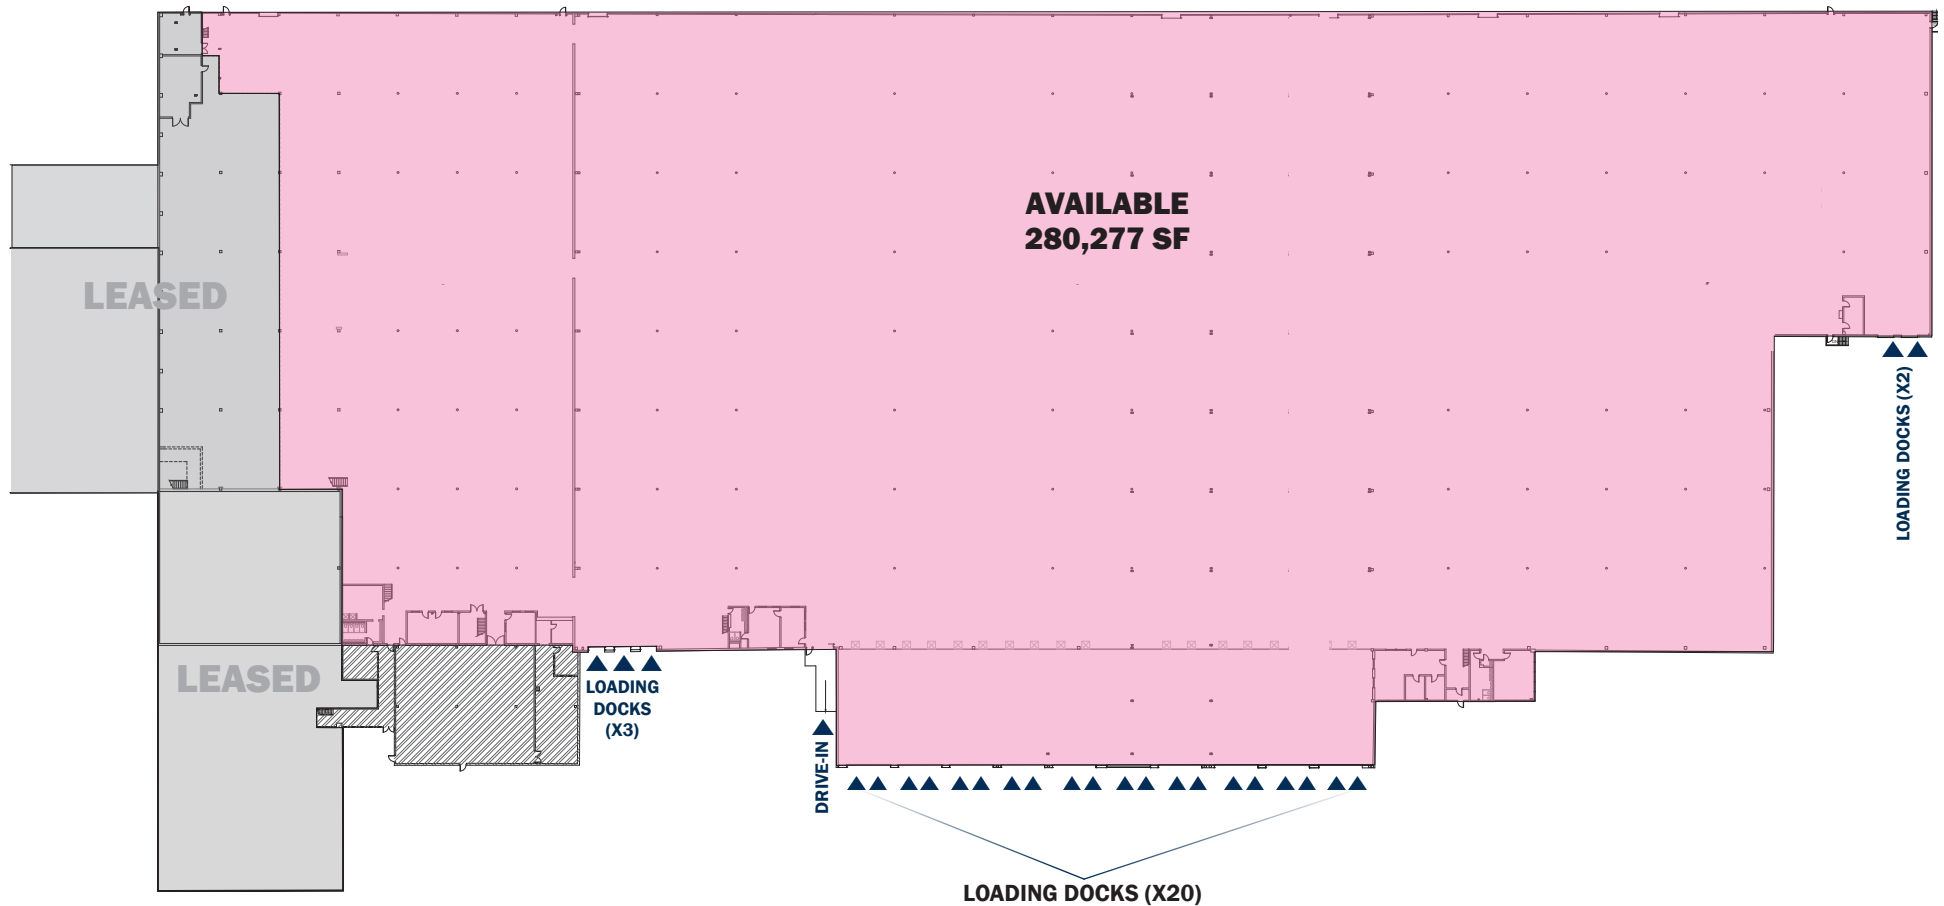 AVAILABLE
280,277 SF
LEASED
LOADING DOCKS (X2)
LEASED
LOADING
DOCKS
(X3)
DRIVE-IN
LOADING DOCKS (X20)